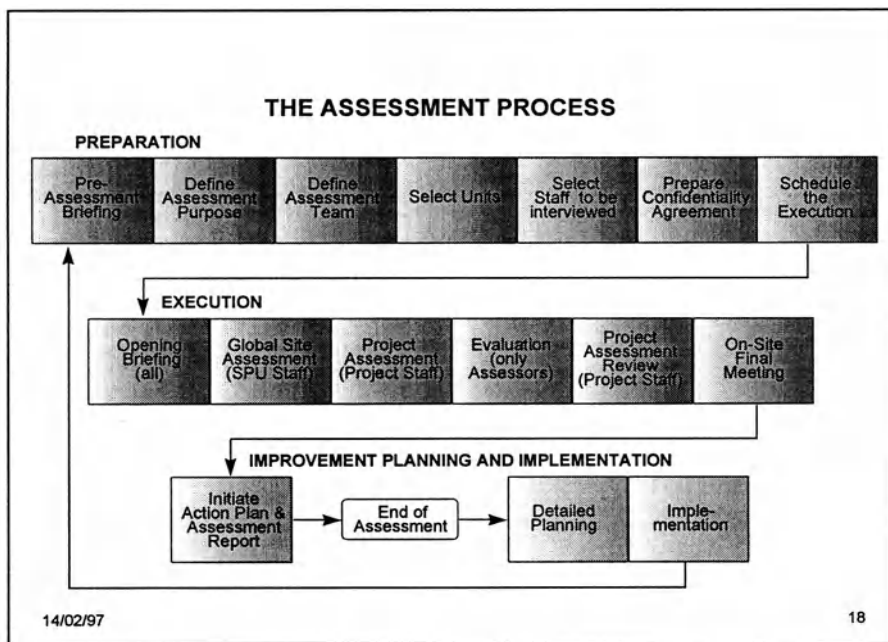 THE ASSESSMENT PROCESS
PREPARATION
Pre-
Assessment
Briefing
Define
Assessment
Purpose
Define
Assessment
Team
Select Units
Select
Staff to be
interviewed
Prepare
Confidentiality
Agreement
Schedule
the
Execution
EXECUTION
Opening
Briefing
(all)
Global Site
Assessment
(SPU Staff)
Project
Assessment
(Project Staff)
Evaluation
(only
Assessors)
Project
Assessment
Review
(Project Staff)
On-Site
Final
Meeting
IMPROVEMENT PLANNING AND IMPLEMENTATION
Initiate
Action Plan &
Assessment
Report
End of
Assessment
Detailed
Planning
Imple-
mentation
14/02/97
18